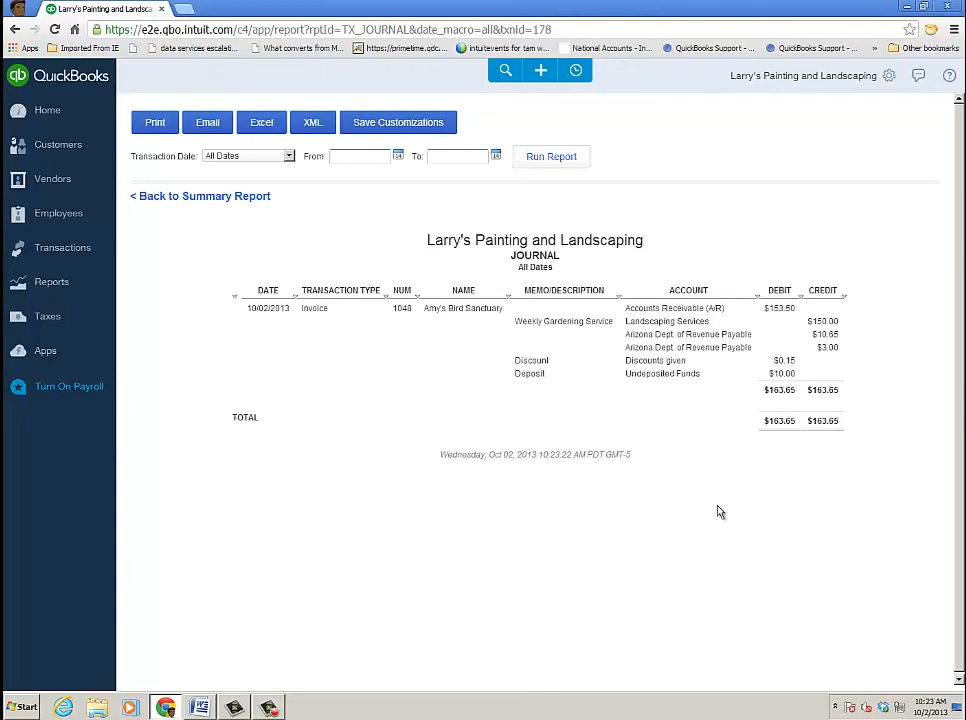 Larry's Painting and Landsca
https://e2e.qbo.intuit.com/c4/app/report?rptId=TX_JOURNAL&date_macro=all&txnid=178
Apps
Imported From IE
data services escalati...
What converts from M...
https://primetime.qdc....
intuitevents for tam w...
National Accounts - In...
QuickBooks Support - ...
QuickBooks Support - ...
»
Other bookmarks
qb QuickBooks
Larry's Painting and Landscaping
Home
Customers
Vendors
Employees
Transactions
Reports
Taxes
Apps
Turn On Payroll
Print Email Excel XML Save Customizations
Transaction Date: All Dates From: To: Run Report
< Back to Summary Report
Larry's Painting and Landscaping
JOURNAL
All Dates
DATE TRANSACTION TYPE NUM NAME MEMO/DESCRIPTION ACCOUNT DEBIT CREDIT
10/02/2013 Invoice 1048 Amy's Bird Sanctuary Accounts Receivable (A/R) $153.50
Weekly Gardening Service Landscaping Services $150.00
Arizona Dept. of Revenue Payable $10.65
Arizona Dept. of Revenue Payable $3.00
Discount Discounts given $0.15
Deposit Undeposited Funds $10.00
$163.65 $163.65
TOTAL $163.65 $163.65
Wednesday, Oct 02, 2013 10:23:22 AM PDT GMT-5
Start
10:23 AM
10/2/2013